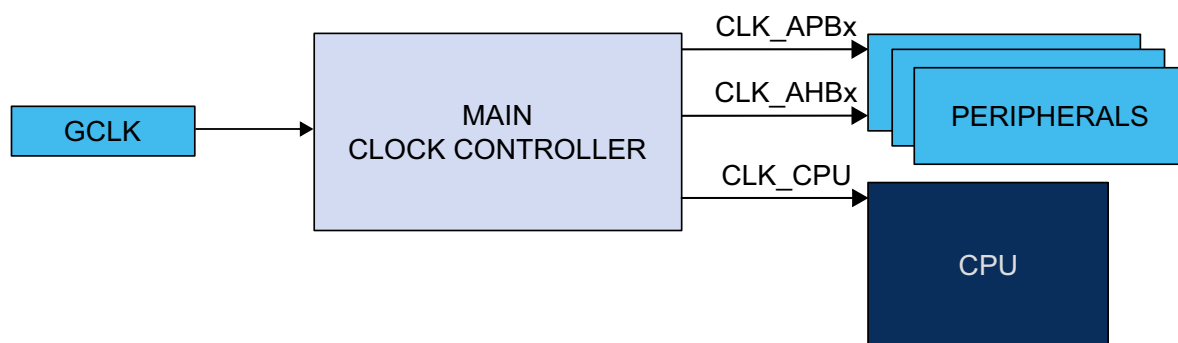 CLK_APBx
CLK_AHBx
CLK_CPU
GCLK
MAIN
CLOCK CONTROLLER
PERIPHERALS
CPU